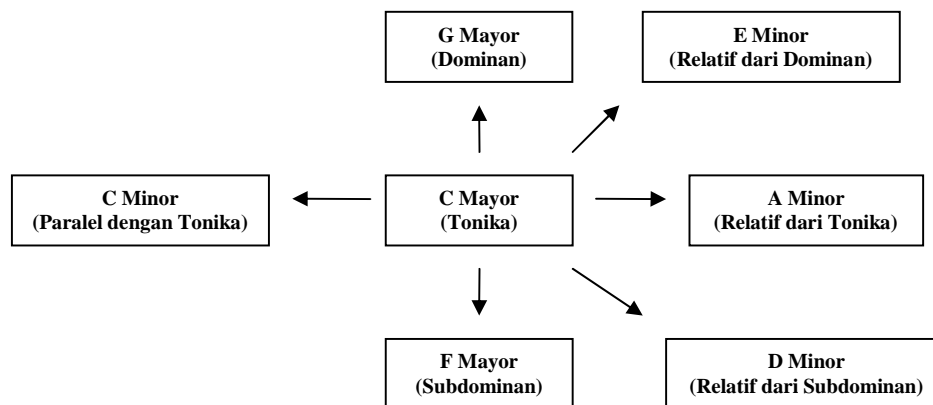 G Mayor
(Dominan)
E Minor
(Relatif dari Dominan)
C Minor
(Paralel dengan Tonika)
C Mayor
(Tonika)
A Minor
(Relatif dari Tonika)
F Mayor
(Subdominan)
D Minor
(Relatif dari Subdominan)